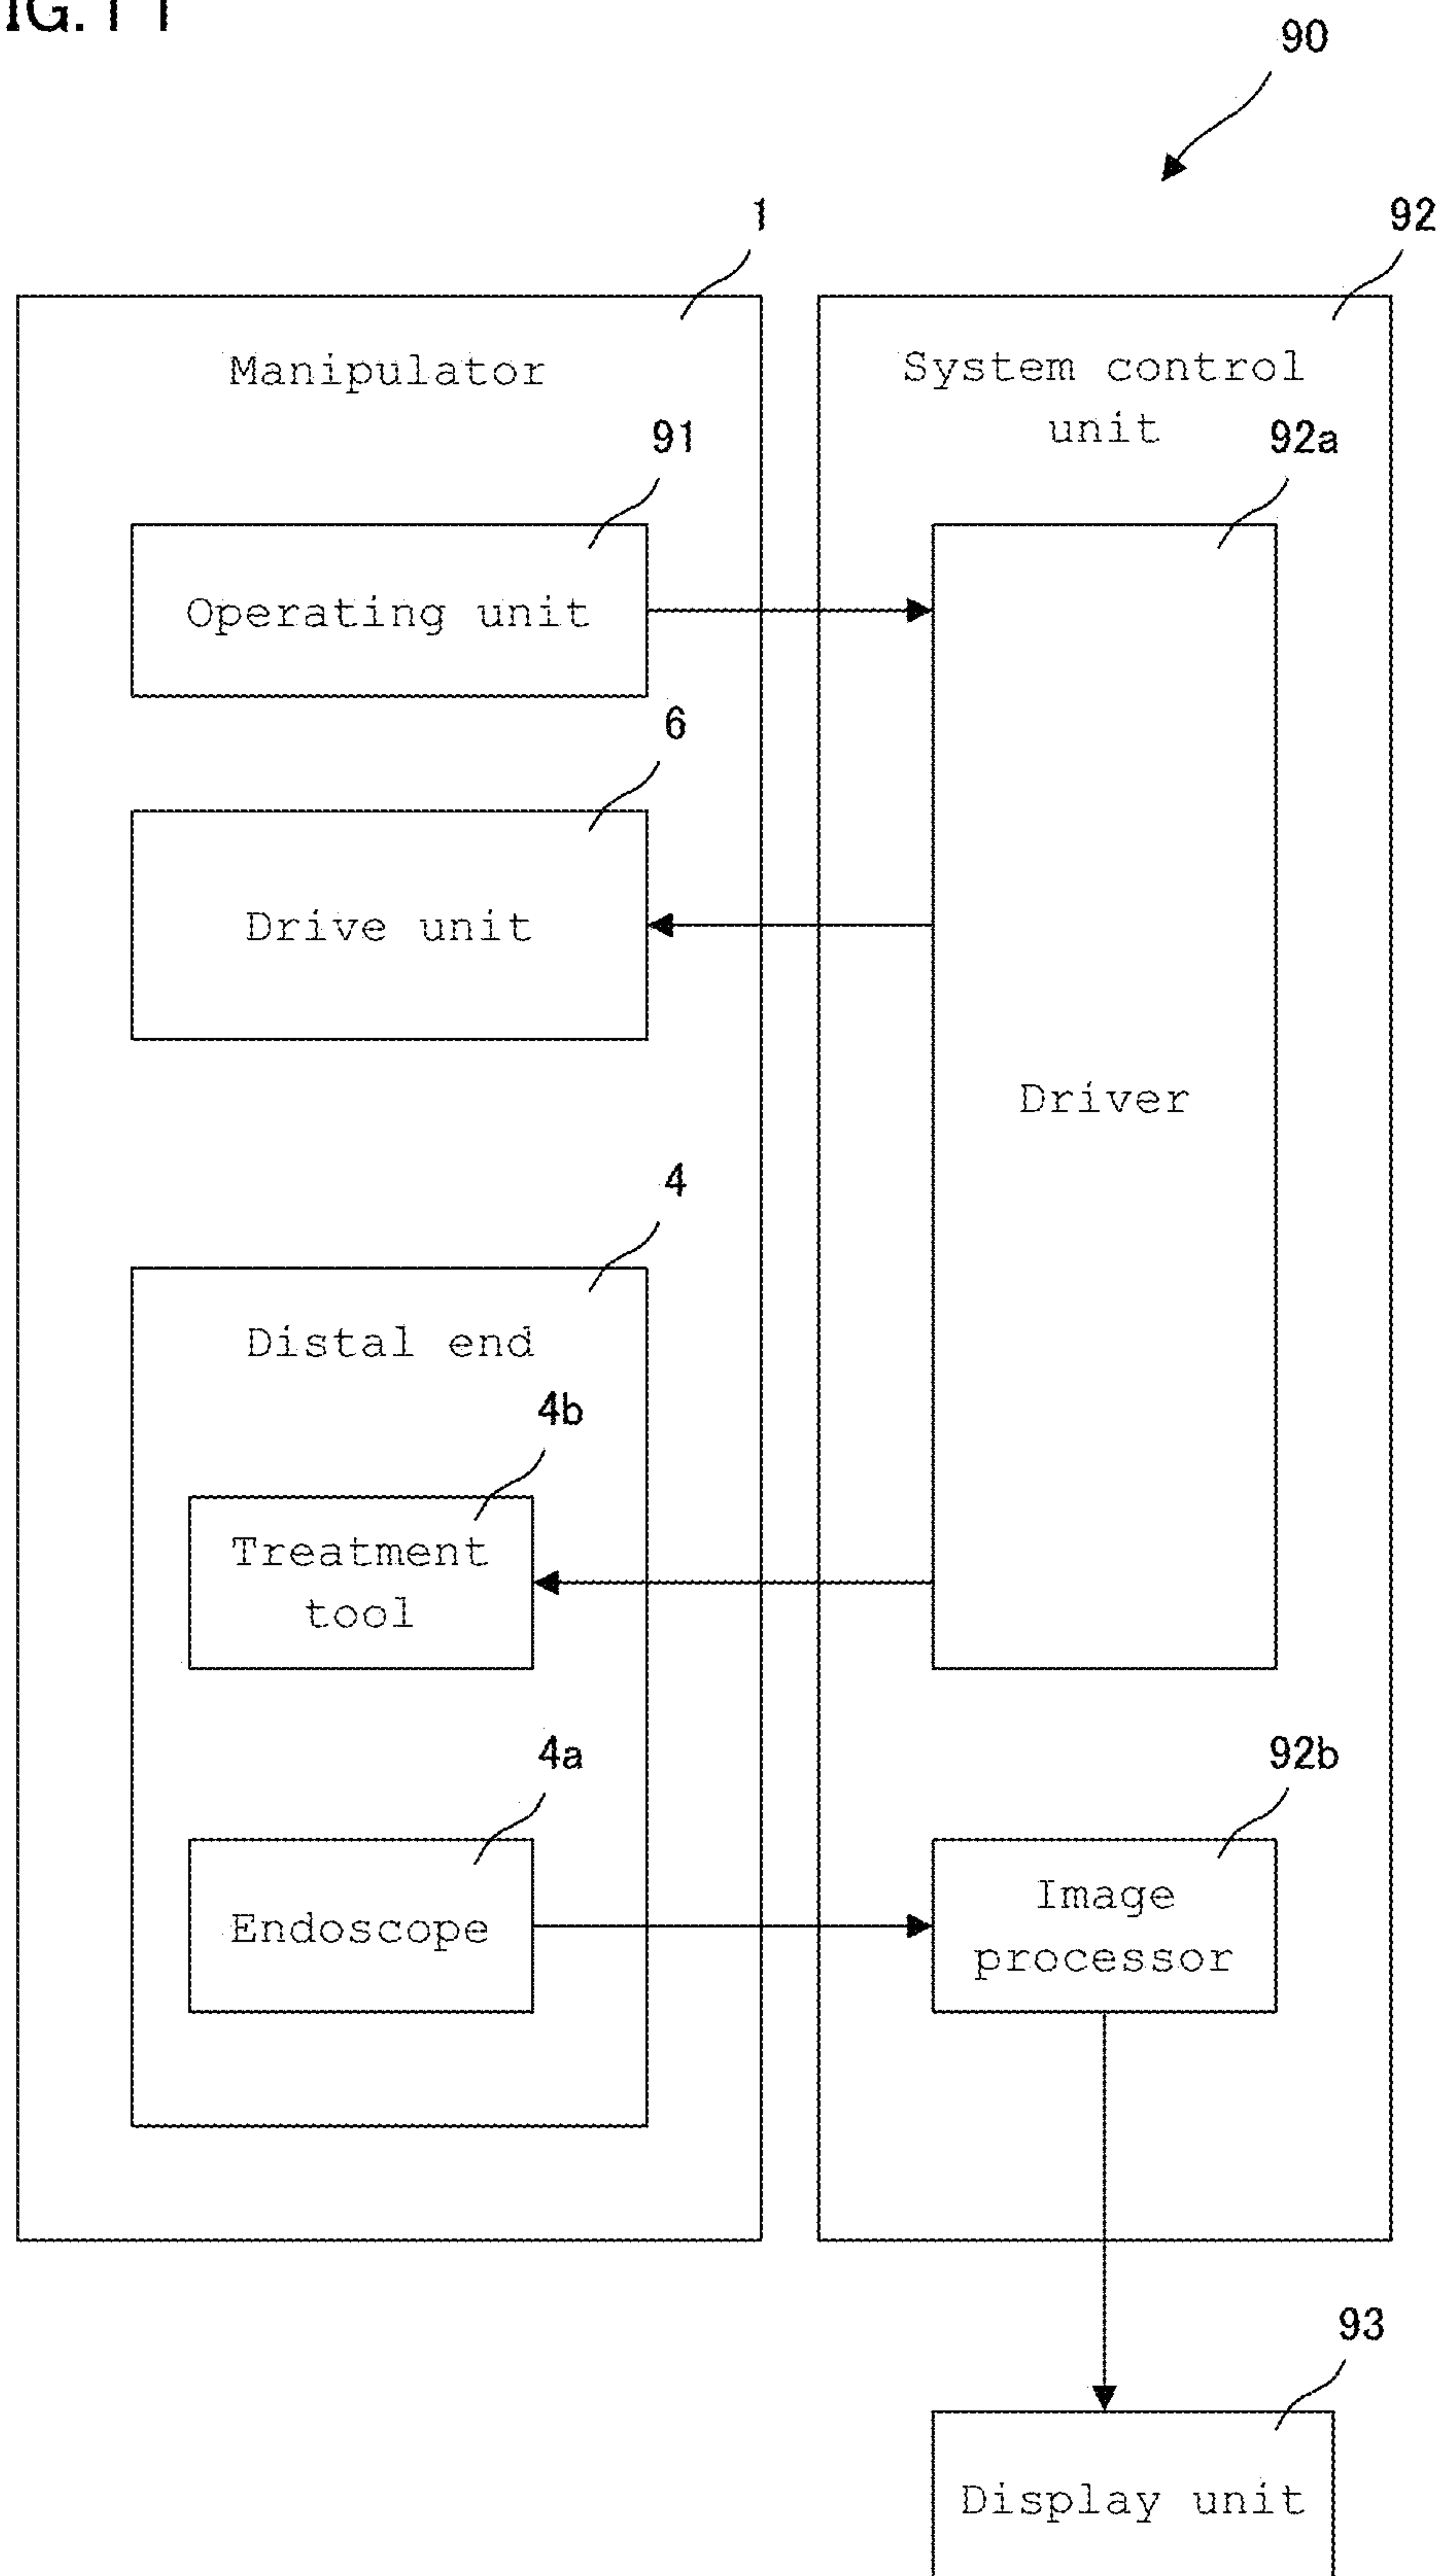 IG. 11
90
1
92
Manipulator
System control
unit
91
92a
Operating unit
6
Drive unit
Driver
4
Distal end
4b
Treatment
tool
4a
92b
Endoscope
Image
processor
93
Display unit